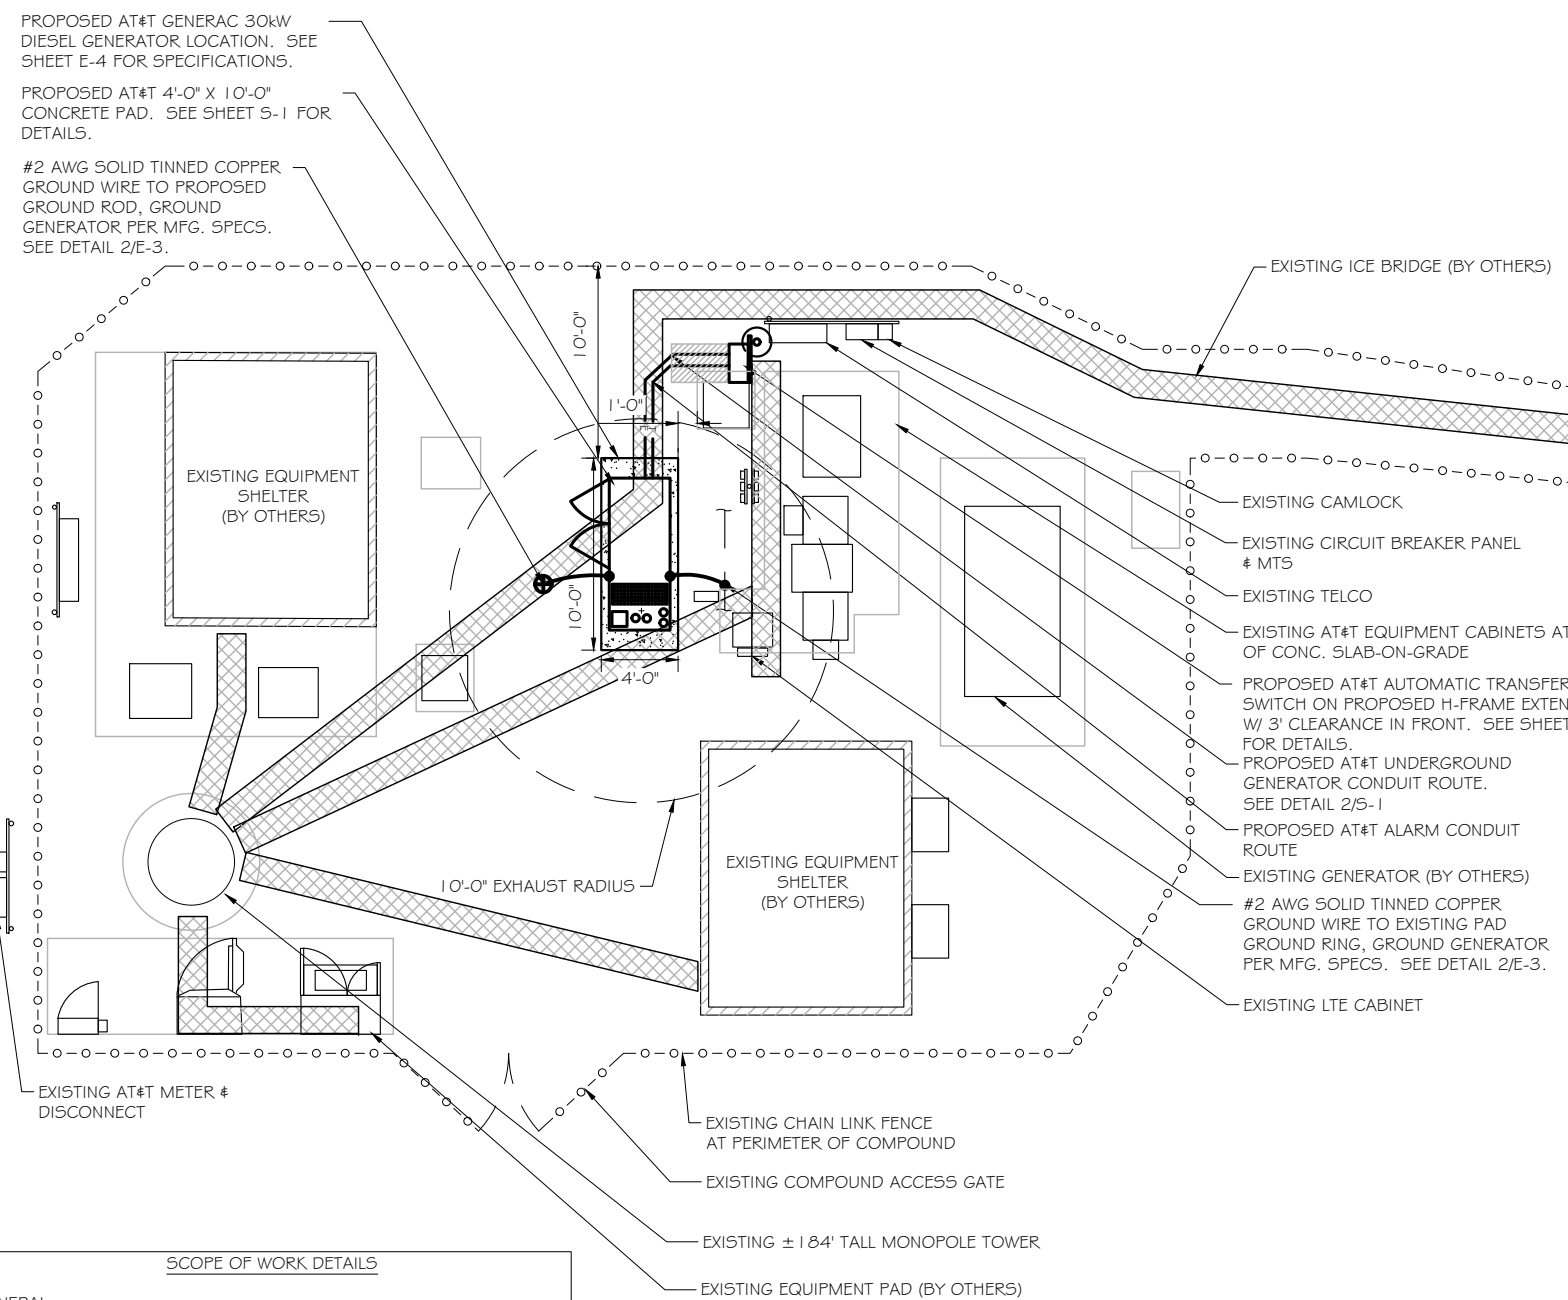 PROPOSED AT&T GENERAC 30kW
DIESEL GENERATOR LOCATION. SEE
SHEET E-4 FOR SPECIFICATIONS.
PROPOSED AT&T 4'-0" X 10'-0"
CONCRETE PAD. SEE SHEET S-1 FOR
DETAILS.
#2 AWG SOLID TINNED COPPER
GROUND WIRE TO PROPOSED
GROUND ROD, GROUND
GENERATOR PER MFG. SPECS.
SEE DETAIL 2/E-3.
EXISTING ICE BRIDGE (BY OTHERS)
10'-0"
1'-0"
EXISTING EQUIPMENT
SHELTER
(BY OTHERS)
10'-0"
4'-0"
EXISTING CAMLOCK
EXISTING CIRCUIT BREAKER PANEL
& MTS
EXISTING TELCO
EXISTING AT&T EQUIPMENT CABINETS AT
OF CONC. SLAB-ON-GRADE
PROPOSED AT&T AUTOMATIC TRANSFER
SWITCH ON PROPOSED H-FRAME EXTEN
W/ 3' CLEARANCE IN FRONT. SEE SHEET
FOR DETAILS.
PROPOSED AT&T UNDERGROUND
GENERATOR CONDUIT ROUTE.
SEE DETAIL 2/S-1
PROPOSED AT&T ALARM CONDUIT
ROUTE
EXISTING GENERATOR (BY OTHERS)
#2 AWG SOLID TINNED COPPER
GROUND WIRE TO EXISTING PAD
GROUND RING, GROUND GENERATOR
PER MFG. SPECS. SEE DETAIL 2/E-3.
EXISTING LTE CABINET
10'-0" EXHAUST RADIUS
EXISTING EQUIPMENT
SHELTER
(BY OTHERS)
EXISTING AT&T METER &
DISCONNECT
EXISTING CHAIN LINK FENCE
AT PERIMETER OF COMPOUND
EXISTING COMPOUND ACCESS GATE
EXISTING ±184' TALL MONOPOLE TOWER
EXISTING EQUIPMENT PAD (BY OTHERS)
SCOPE OF WORK DETAILS